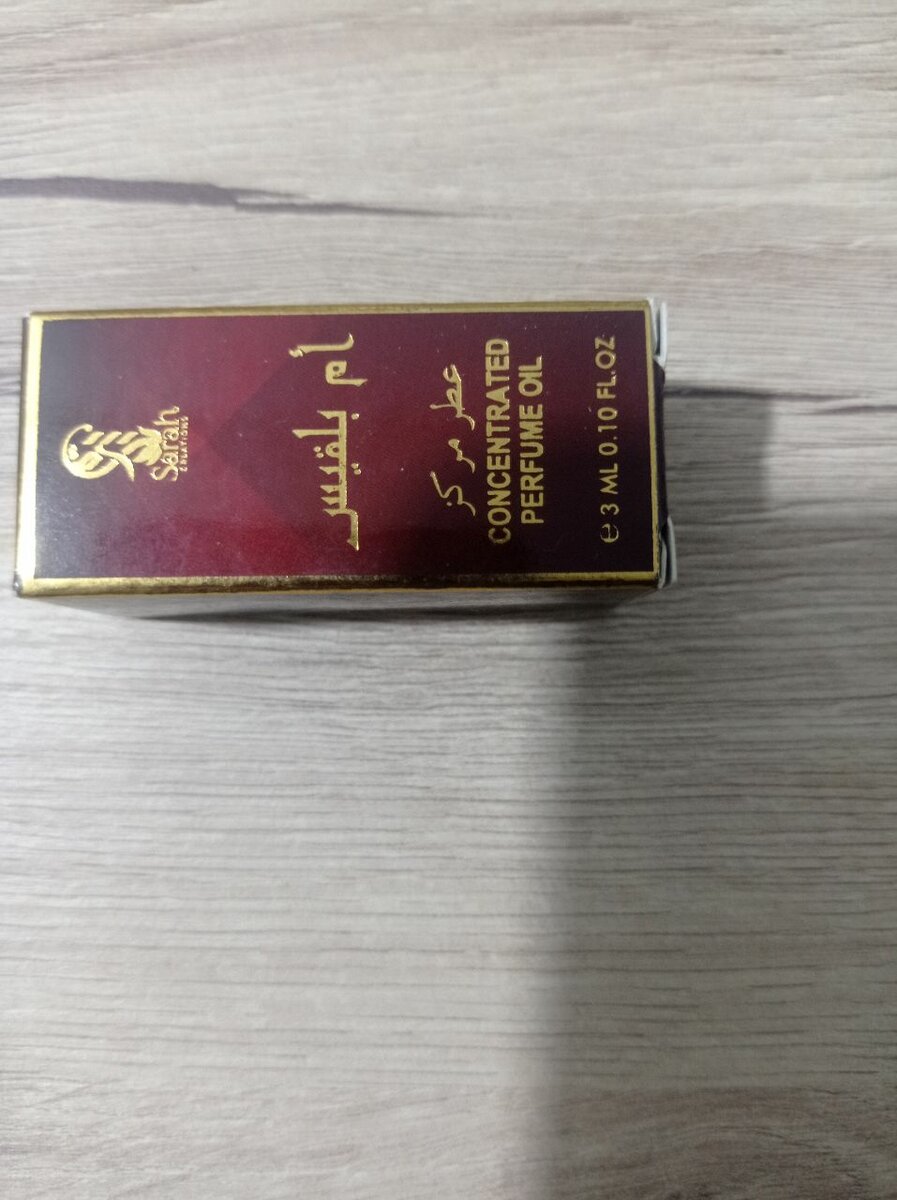 Sarah
CREATIONS
أم بلقيس
عطر مركز
CONCENTRATED
PERFUME OIL
e 3 ML 0.10 FL.OZ